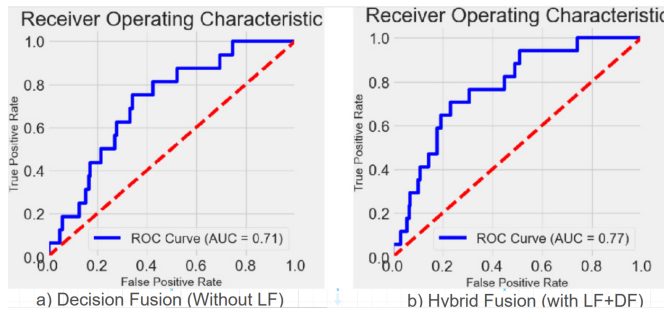 Receiver Operating Characteristic
1.0
0.8
0.6
0.4
0.2
0.0
True Positive Rate
ROC Curve (AUC = 0.71)
0.0 0.2 0.4 0.6 0.8 1.0
False Positive Rate
a) Decision Fusion (Without LF)
Receiver Operating Characteristic
1.0
0.8
0.6
0.4
0.2
0.0
True Positive Rate
ROC Curve (AUC = 0.77)
0.0 0.2 0.4 0.6 0.8 1.0
False Positive Rate
b) Hybrid Fusion (with LF+DF)